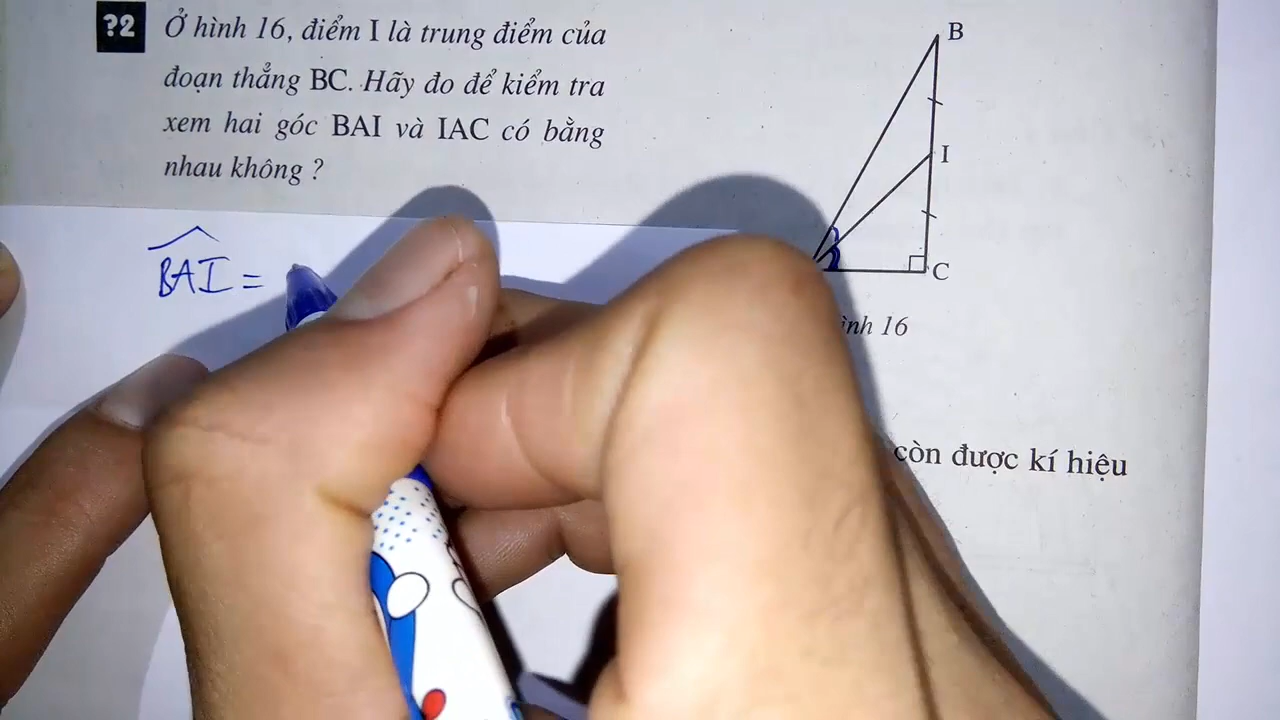 ?2 Ở hình 16, điểm I là trung điểm của
đoạn thẳng BC. Hãy đo để kiểm tra
xem hai góc BAI và IAC có bằng
nhau không ?
B
I
C
BAI =
16
còn được kí hiệu